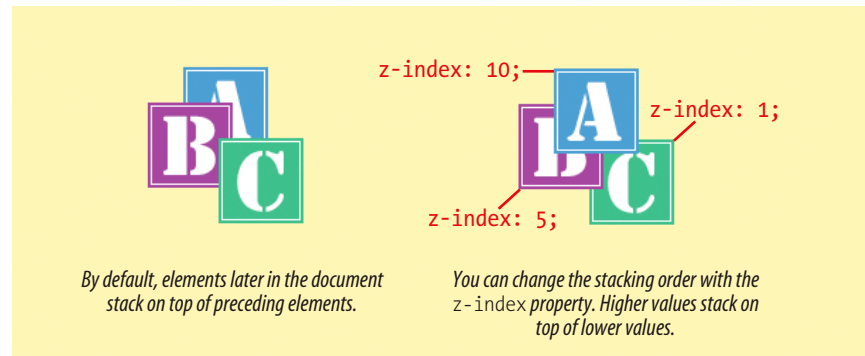 A
B
C
By default, elements later in the document
stack on top of preceding elements.
z-index: 10;
z-index: 1;
A
B
C
z-index: 5;
You can change the stacking order with the
z-index property. Higher values stack on
top of lower values.